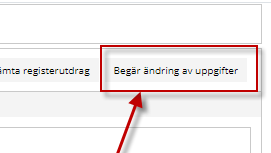 ämta registerutdrag Begär ändring av uppgifter